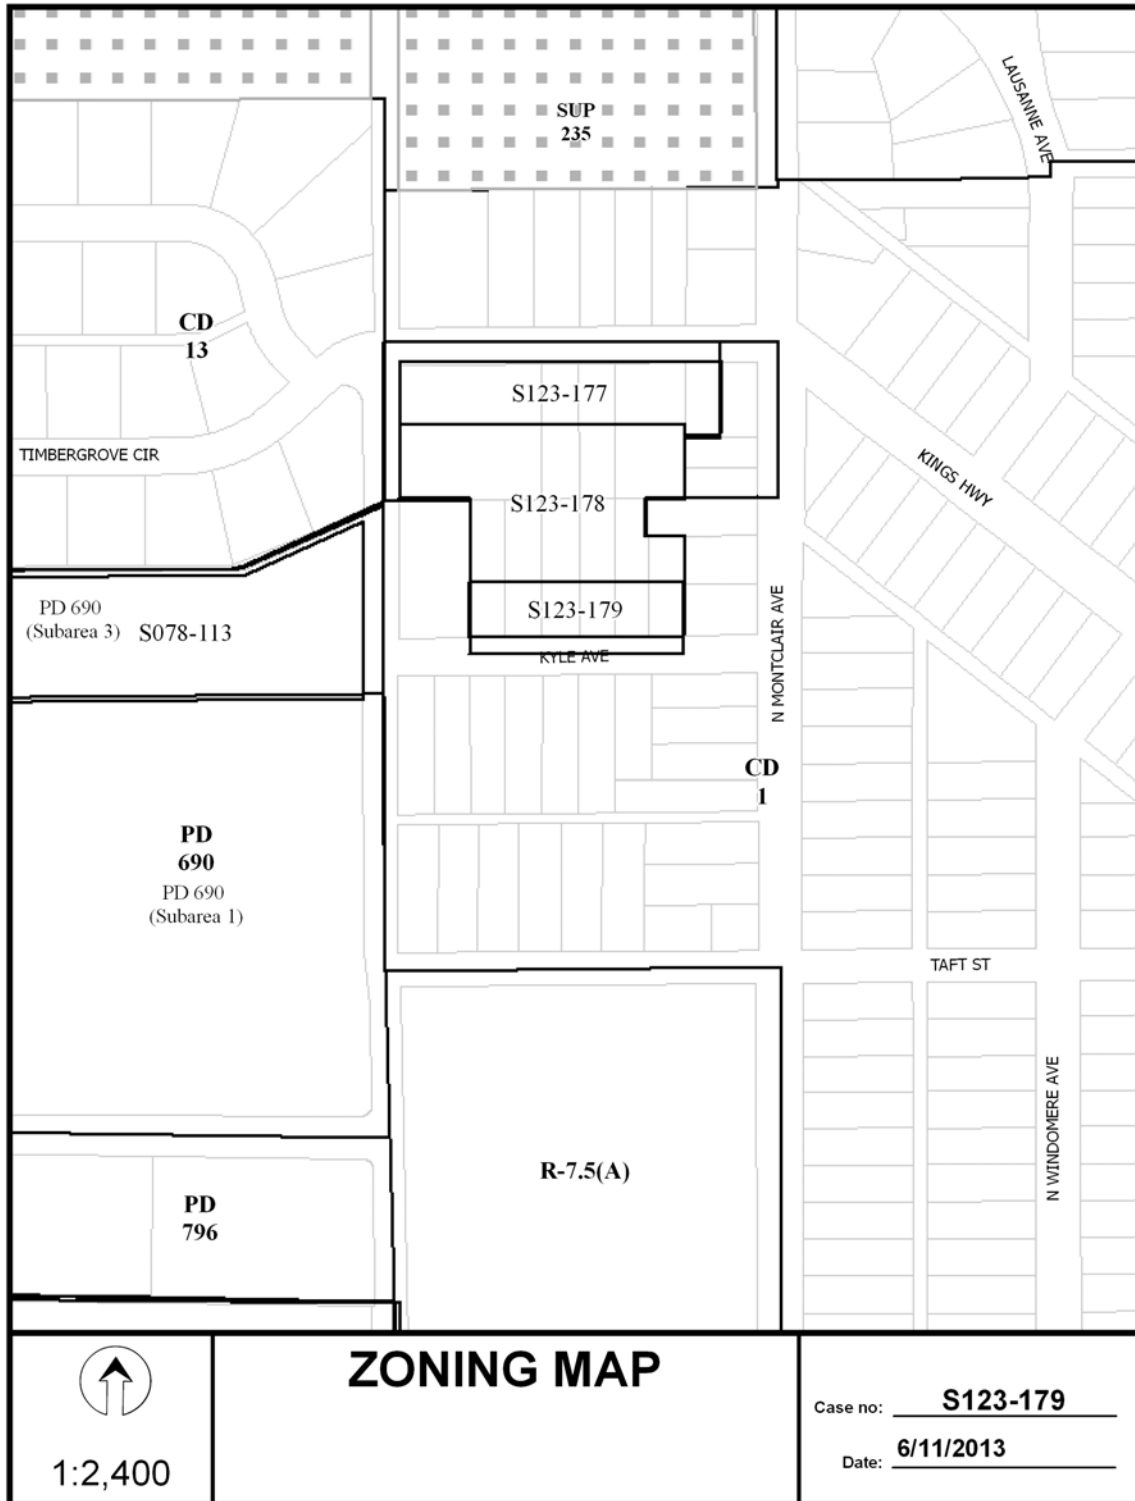 LAUSANNE AVE
SUP
235
CD
13
S123-177
TIMBERGROVE CIR
KINGS HWY
S123-178
PD 690
(Subarea 3)
S078-113
S123-179
KYLE AVE
N MONTCLAIR AVE
CD
1
PD
690
PD 690
(Subarea 1)
TAFT ST
N WINDOMERE AVE
R-7.5(A)
PD
796
1:2,400
ZONING MAP
Case no: S123-179
Date: 6/11/2013